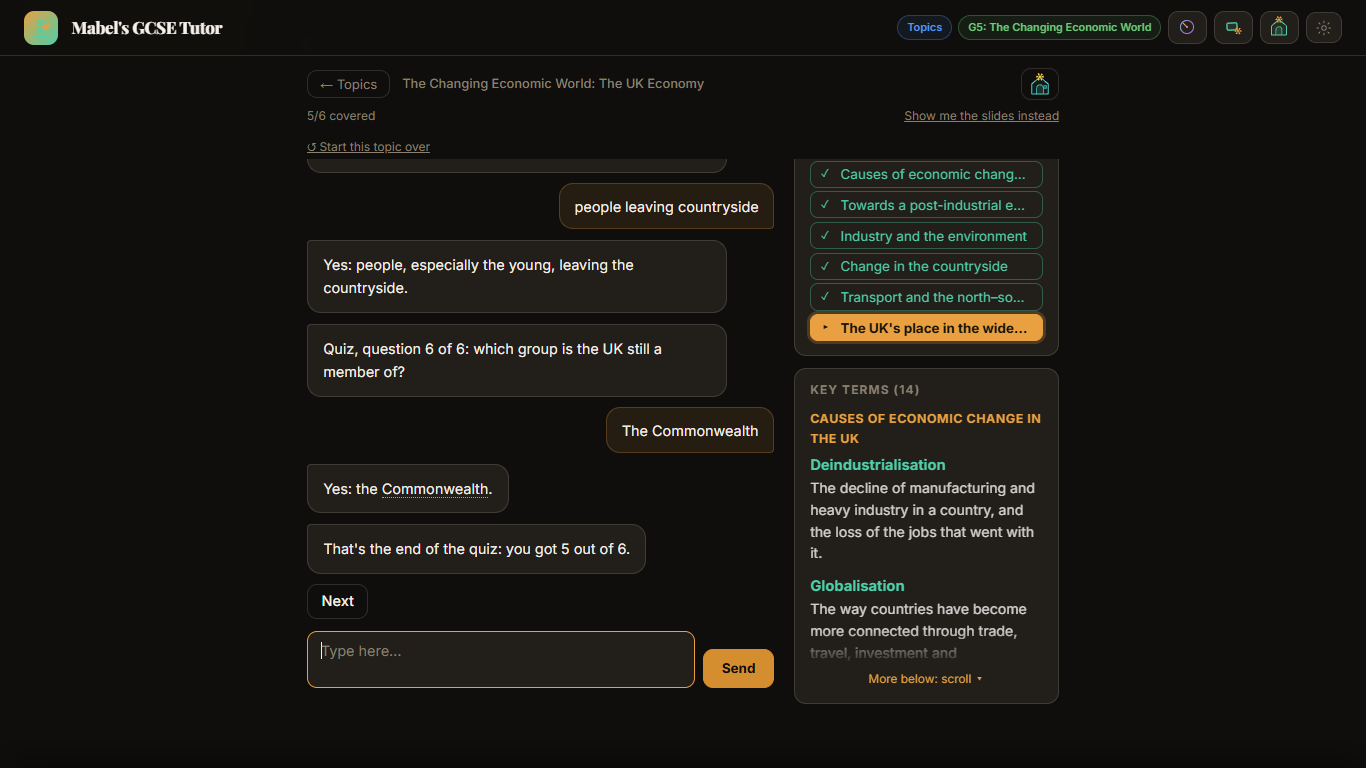 Mabel's GCSE Tutor
Topics
G5: The Changing Economic World
← Topics
The Changing Economic World: The UK Economy
5/6 covered
Show me the slides instead
↺ Start this topic over
people leaving countryside
Yes: people, especially the young, leaving the
countryside.
Quiz, question 6 of 6: which group is the UK still a
member of?
The Commonwealth
Yes: the Commonwealth.
That's the end of the quiz: you got 5 out of 6.
Next
Type here...
Send
✓ Causes of economic chang...
✓ Towards a post-industrial e...
✓ Industry and the environment
✓ Change in the countryside
✓ Transport and the north–so...
▸ The UK's place in the wide...
KEY TERMS (14)
CAUSES OF ECONOMIC CHANGE IN
THE UK
Deindustrialisation
The decline of manufacturing and
heavy industry in a country, and
the loss of the jobs that went with
it.
Globalisation
The way countries have become
more connected through trade,
travel, investment and
More below: scroll ▾